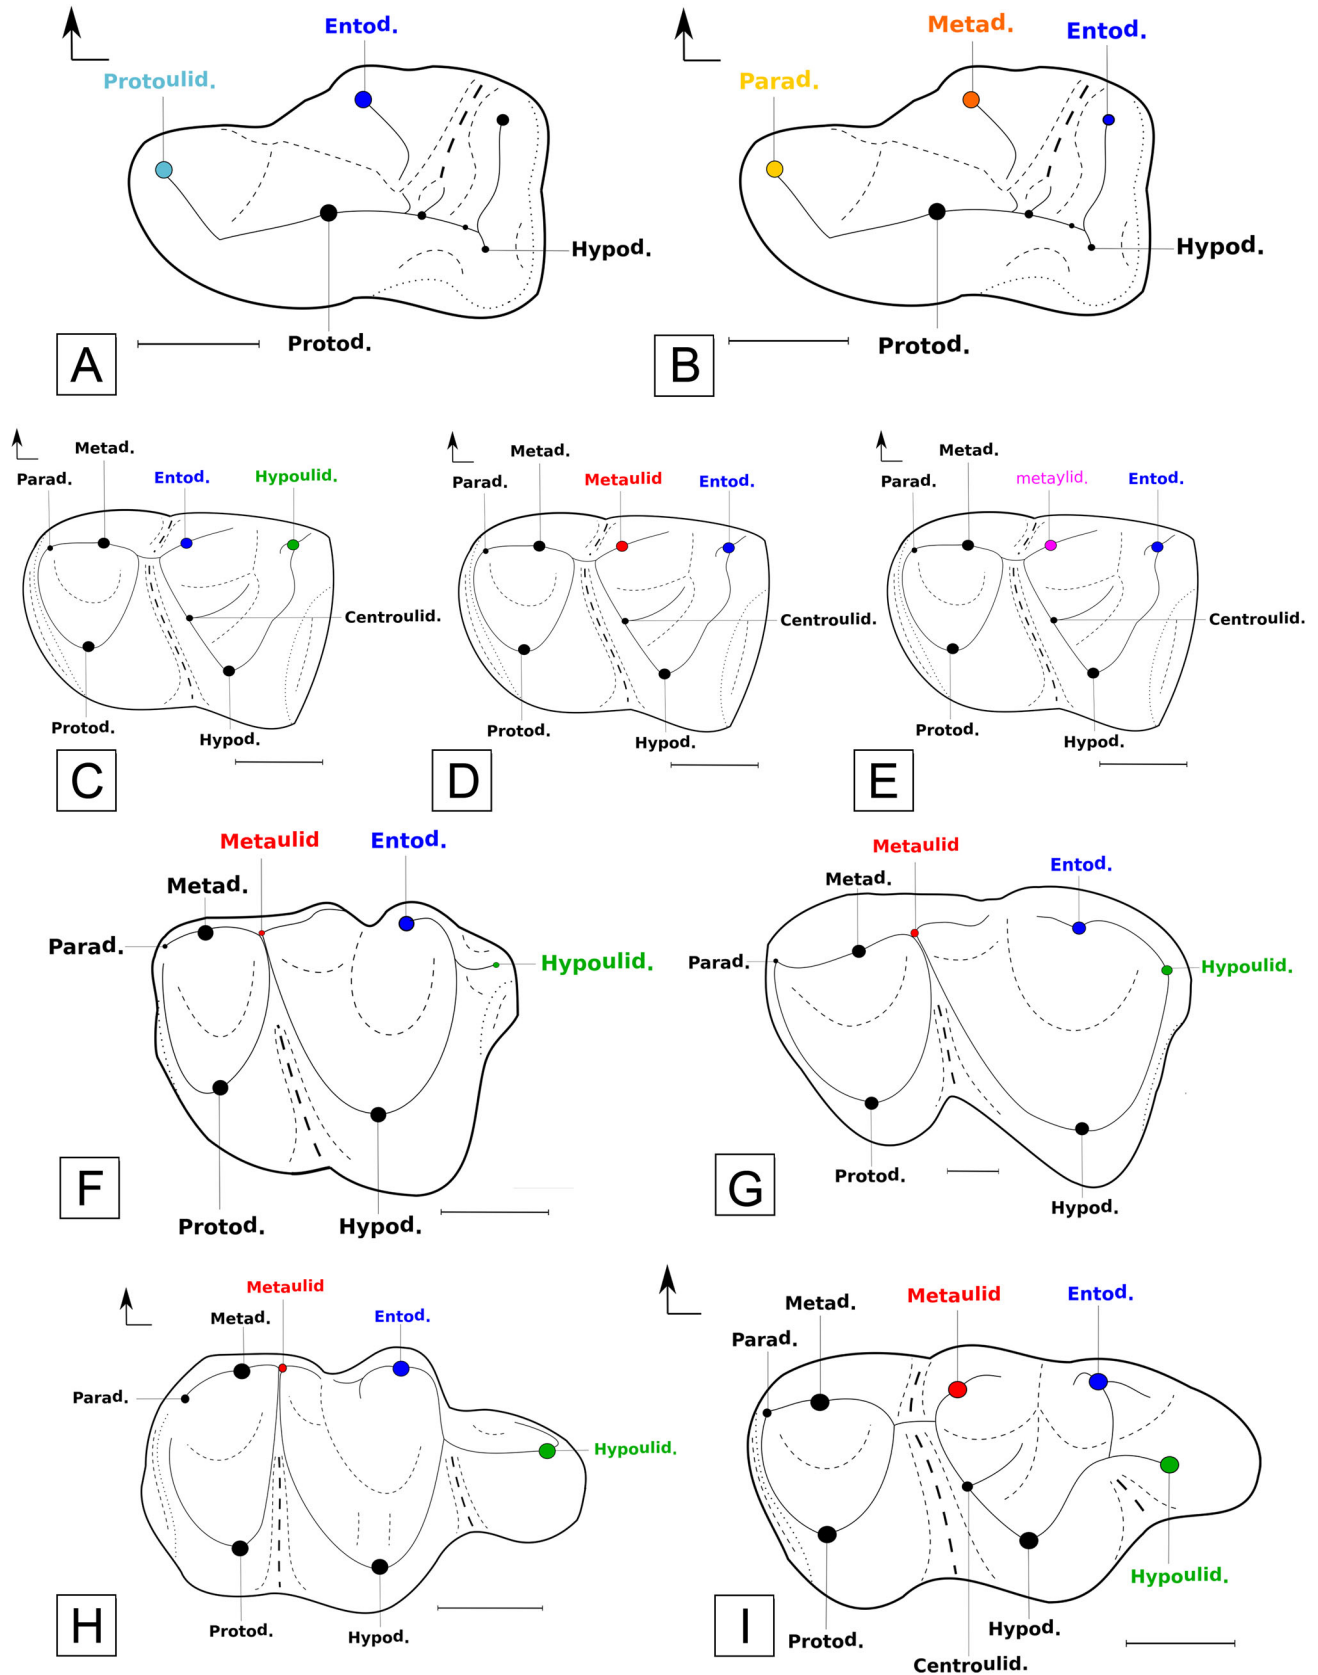 Entod.
Protoulid.
Hypod.
Protod.
A
Metad.
Entod.
Parad.
Hypod.
Protod.
B
Metad.
Parad.
Entod.
Hypoulid.
Centroulid.
Protod.
Hypod.
C
Metad.
Parad.
Metaulid
Entod.
Centroulid.
Protod.
Hypod.
D
Metad.
Parad.
metaylid.
Entod.
Centroulid.
Protod.
Hypod.
E
Metaulid
Entod.
Metad.
Parad.
Hypoulid.
Protod.
Hypod.
F
Metaulid
Entod.
Metad.
Parad.
Hypoulid.
Protod.
Hypod.
G
Metaulid
Metad.
Entod.
Parad.
Hypoulid.
Protod.
Hypod.
H
Metad.
Metaulid
Entod.
Parad.
Hypoulid.
Protod.
Hypod.
Centroulid.
I